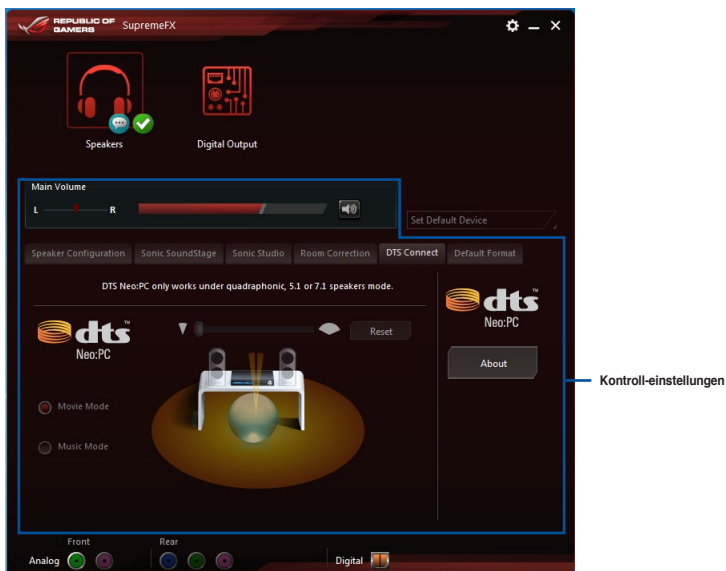 REPUBLIC OF
GAMERS
SupremeFX
Speakers
Digital Output
Main Volume
L R
Set Default Device
Speaker Configuration Sonic SoundStage Sonic Studio Room Correction DTS Connect Default Format
DTS Neo:PC only works under quadraphonic, 5.1 or 7.1 speakers mode.
dts™
Neo:PC
Reset
dts™
Neo:PC
About
Kontroll-einstellungen
Movie Mode
Music Mode
Front Rear
Analog Digital